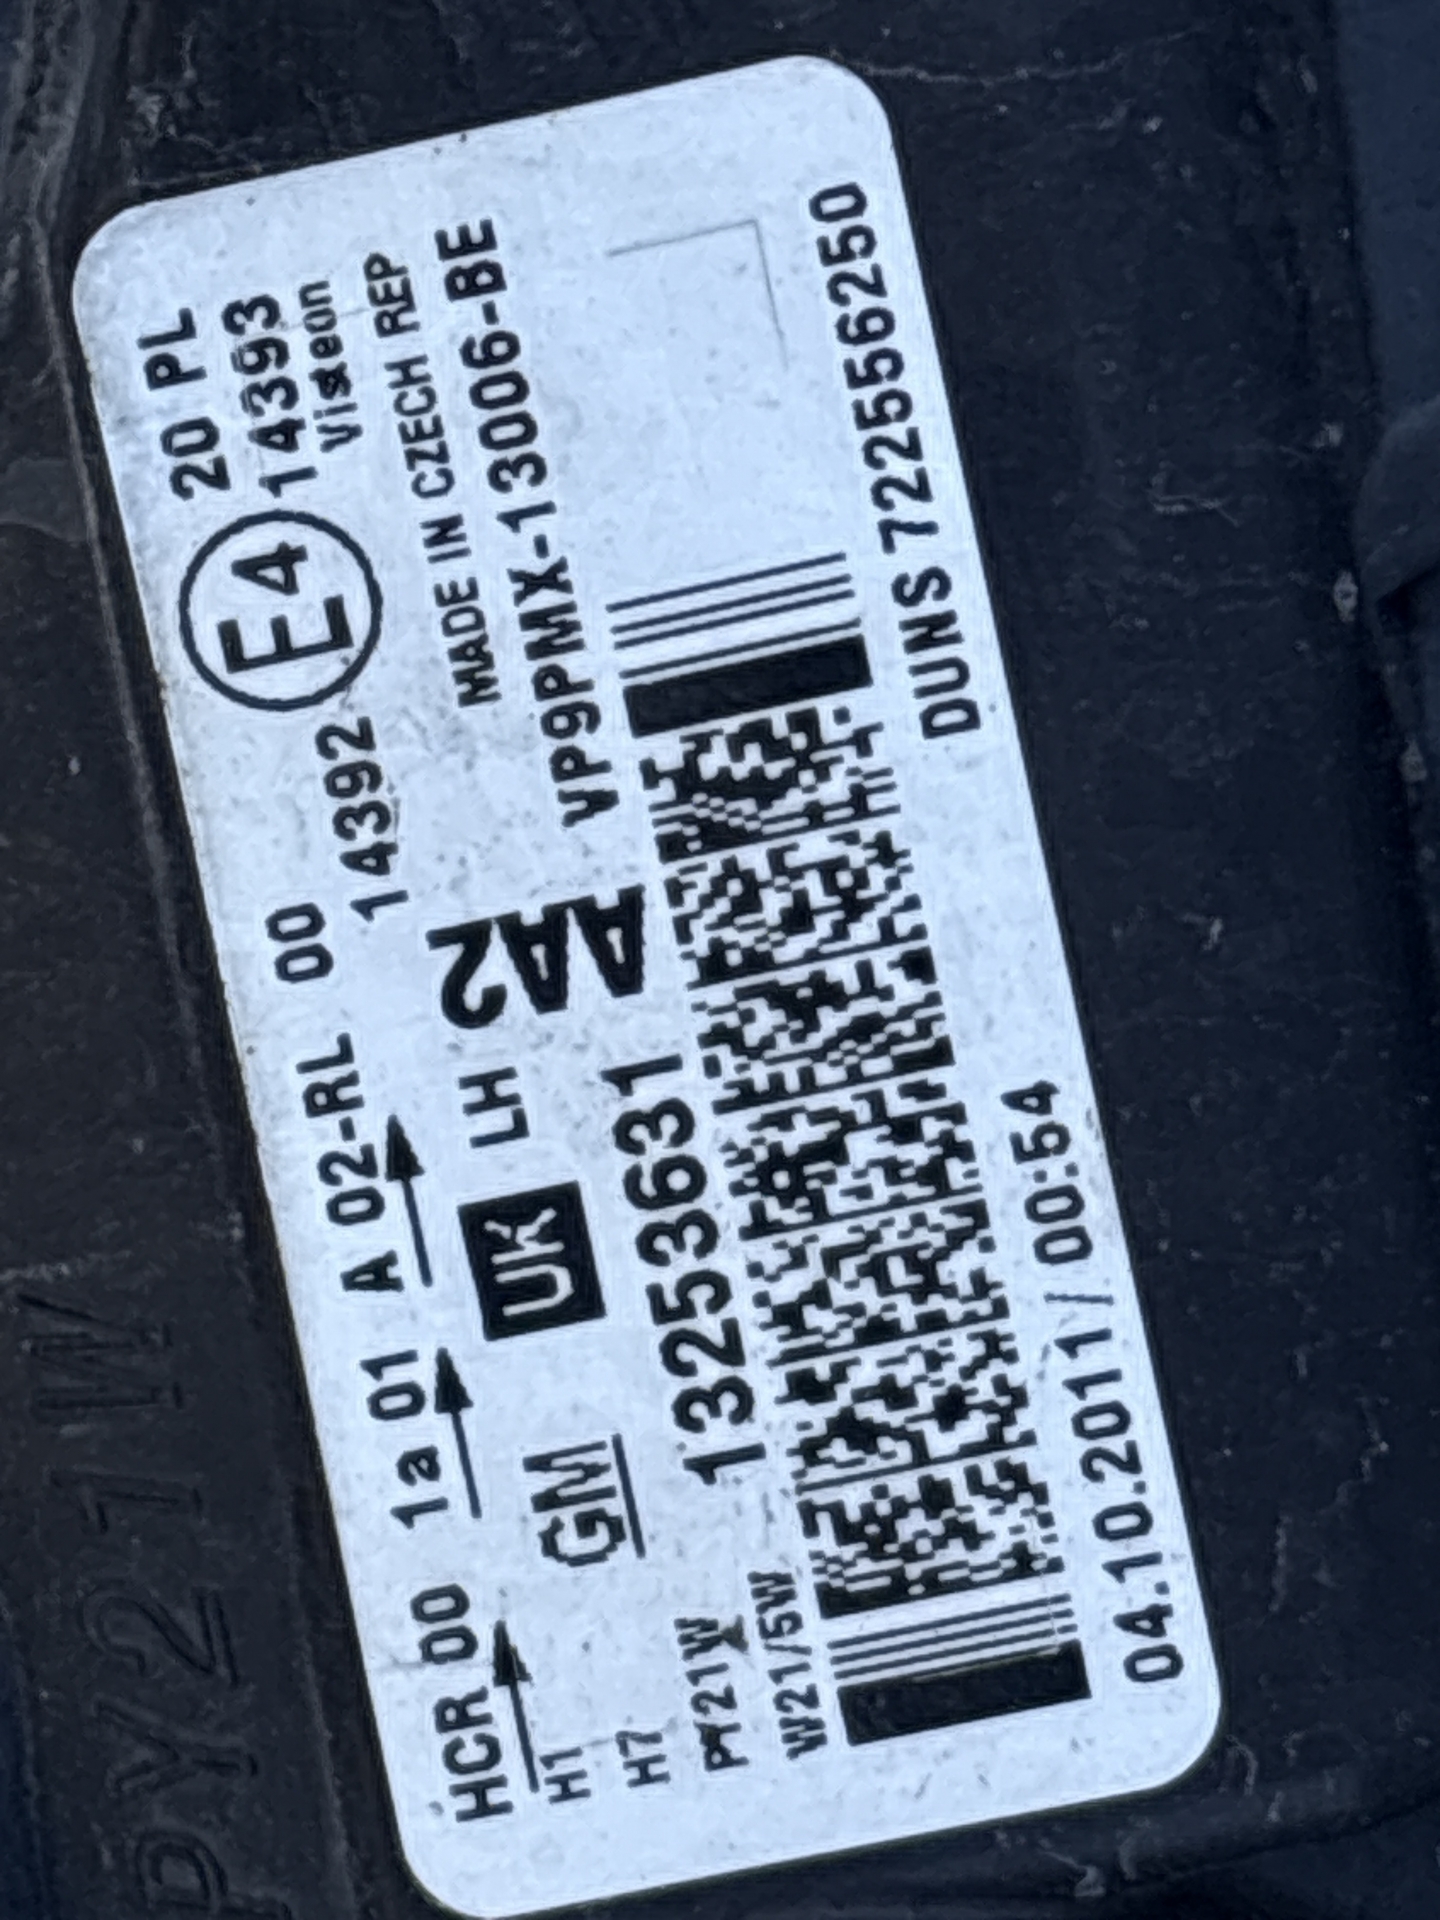 HCR 00 1a 01 A 02-RL 00 E4 20 PL
14392 14393
Visteon
H1
H7
PY21W
W21/5W
GM UK LH AA2
AA
MADE IN CZECH REP
13253631 VP9PMX-13006-BE
04.10.2011 / 00:54 DUNS 722556250
PY21W